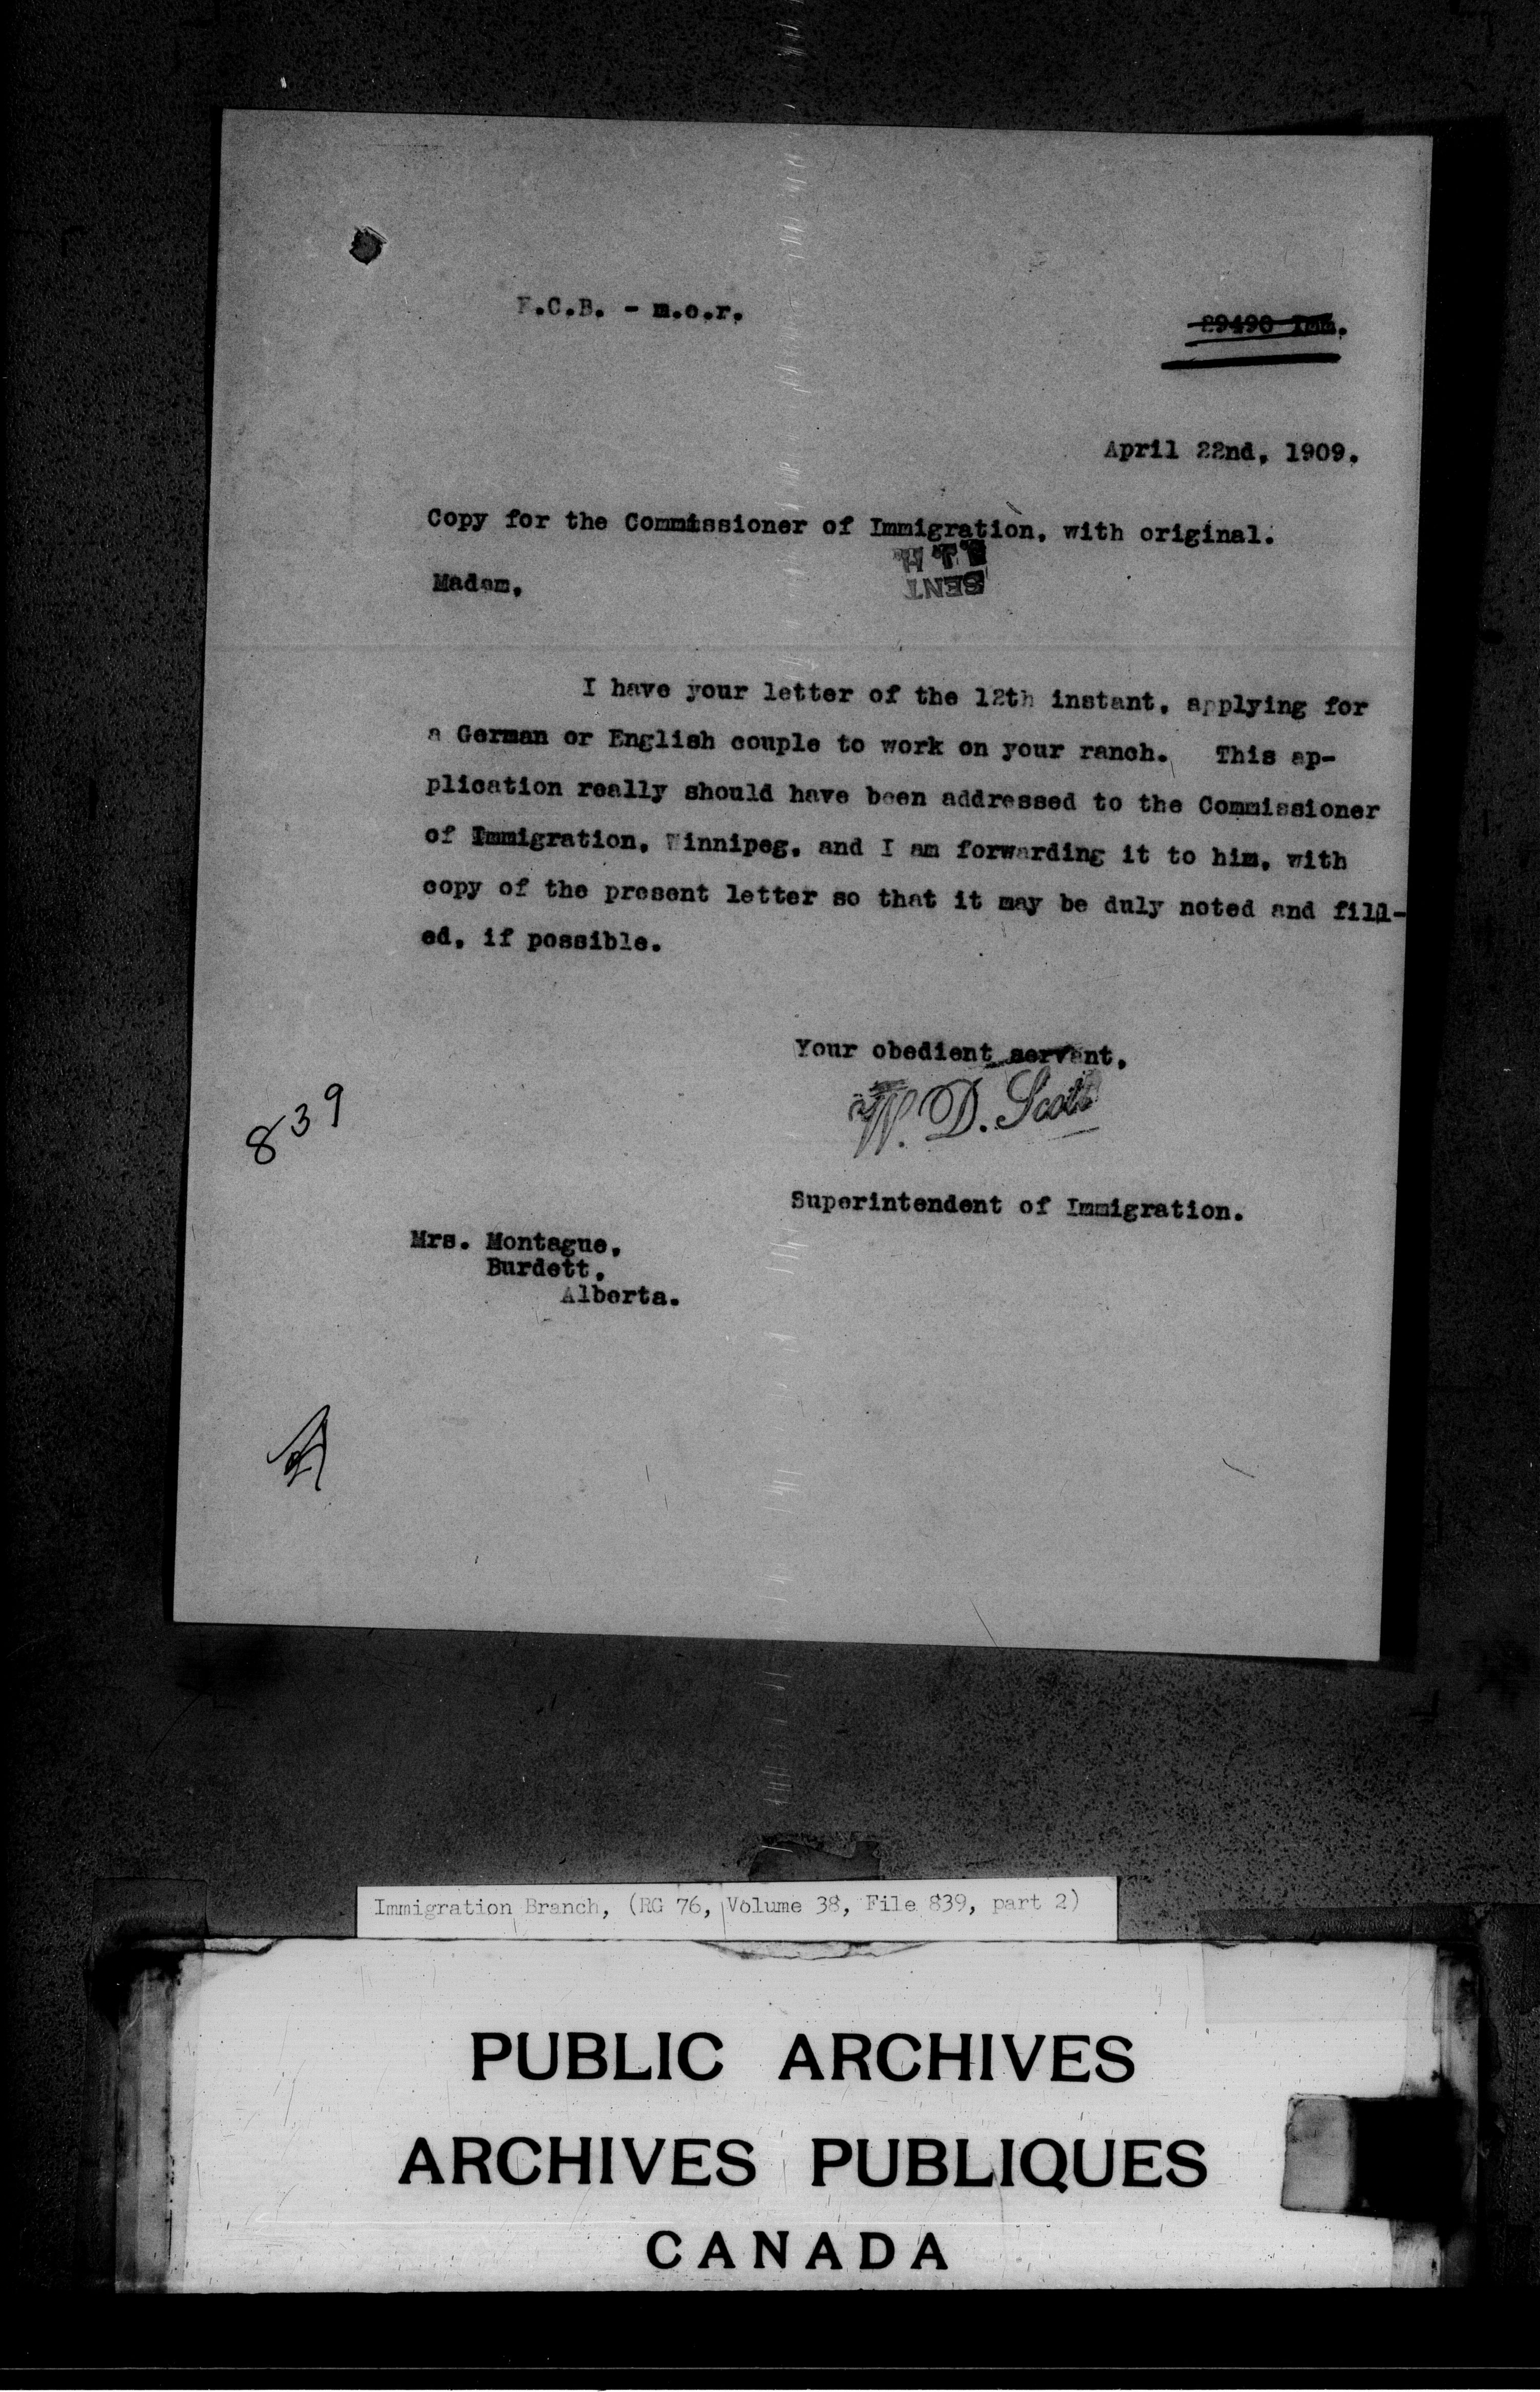 F.C.B. - m.o.r.
89490 Imm.
April 22nd, 1909.
Copy for the Commissioner of Immigration, with original.
SENT
Madam,
I have your letter of the 12th instant, applying for
a German or English couple to work on your ranch. This ap-
plication really should have been addressed to the Commissioner
of Immigration, Winnipeg, and I am forwarding it to him, with
copy of the present letter so that it may be duly noted and fill-
ed, if possible.
Your obedient servant,
W. D. Scott
839
Superintendent of Immigration.
Mrs. Montague,
Burdett,
Alberta.
Immigration Branch, (RG 76, Volume 38, File 839, part 2)
PUBLIC ARCHIVES
ARCHIVES PUBLIQUES
CANADA